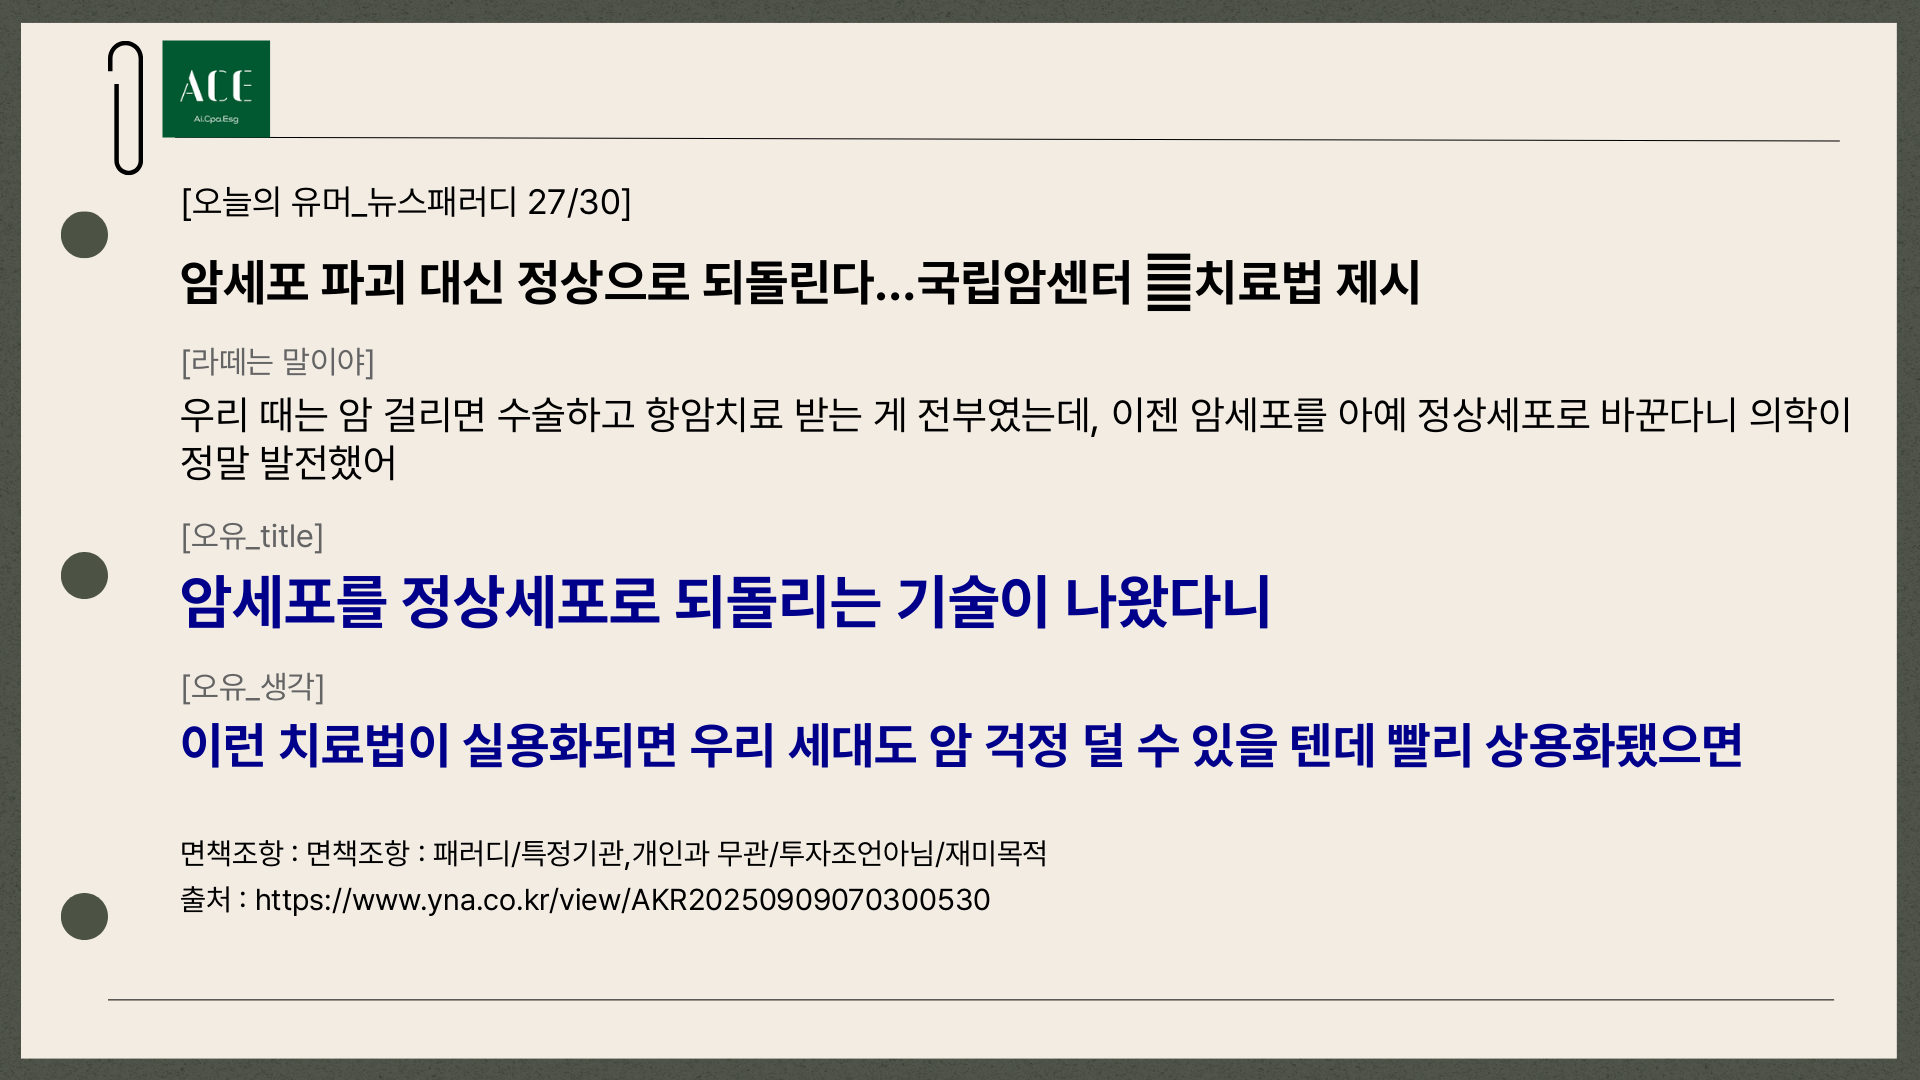 ACE
Ai.Cpa.Esg
[오늘의 유머_뉴스패러디 27/30]
암세포 파괴 대신 정상으로 되돌린다…국립암센터 치료법 제시
[라떼는 말이야]
우리 때는 암 걸리면 수술하고 항암치료 받는 게 전부였는데, 이젠 암세포를 아예 정상세포로 바꾼다니 의학이
정말 발전했어
[오유_title]
암세포를 정상세포로 되돌리는 기술이 나왔다니
[오유_생각]
이런 치료법이 실용화되면 우리 세대도 암 걱정 덜 수 있을 텐데 빨리 상용화됐으면
면책조항 : 면책조항 : 패러디/특정기관,개인과 무관/투자조언아님/재미목적
출처 : https://www.yna.co.kr/view/AKR20250909070300530